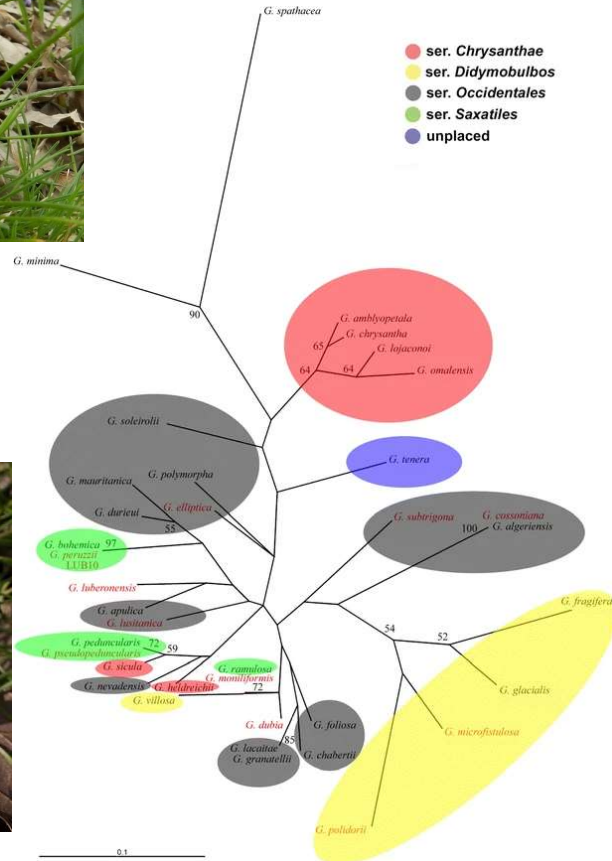 G. spathacea
ser. Chrysanthae
ser. Didymobulbos
ser. Occidentales
ser. Saxatiles
unplaced
G. minima
90
G. amblyopetala
G. chrysantha
65
G. lojaconoi
64
64
G. omalensis
G. soleirolii
G. tenera
G. polymorpha
G. mauritanica
G. elliptica
G. durieui
55
G. subtrigona
G. cossoniana
100
G. algeriensis
G. bohemica
97
G. peruzzii
LUB10
G. luberonensis
G. apulica
G. lusitanica
G. fragifera
54
52
G. peduncularis
72
G. pseudopeduncularis
59
G. sicula
G. ramulosa
G. moniliformis
G. nevadensis
G. heldreichii
72
G. villosa
G. glacialis
G. dubia
G. foliosa
G. microfistulosa
85
G. lacaitae
G. granatellii
G. chabertii
G. polidorii
0.1